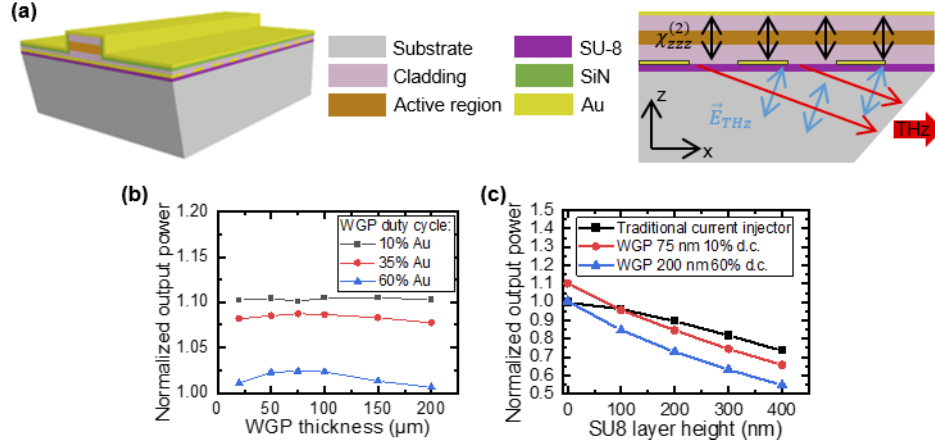 (a)
Substrate
Cladding
Active region
SU-8
SiN
Au
χ_zzz^(2)
z
x
E⃗_THz
THz
(b)
Normalized output power
1.20
1.15
1.10
1.05
1.00
WGP duty cycle:
10% Au
35% Au
60% Au
0 50 100 150 200
WGP thickness (μm)
(c)
Normalized output power
1.5
1.4
1.3
1.2
1.1
1.0
0.9
0.8
0.7
0.6
0.5
Traditional current injector
WGP 75 nm 10% d.c.
WGP 200 nm 60% d.c.
0 100 200 300 400
SU8 layer height (nm)